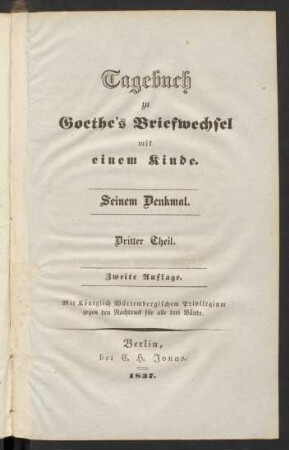 Tagebuch
zu
Goethe's Briefwechsel
mit
einem Kinde.
Seinem Denkmal.
Dritter Theil.
Zweite Auflage.
Mit Königlich Würtembergischem Privilegium
gegen den Nachdruck für alle drei Bände.
Berlin,
bei C. H. Jonas.
1837.